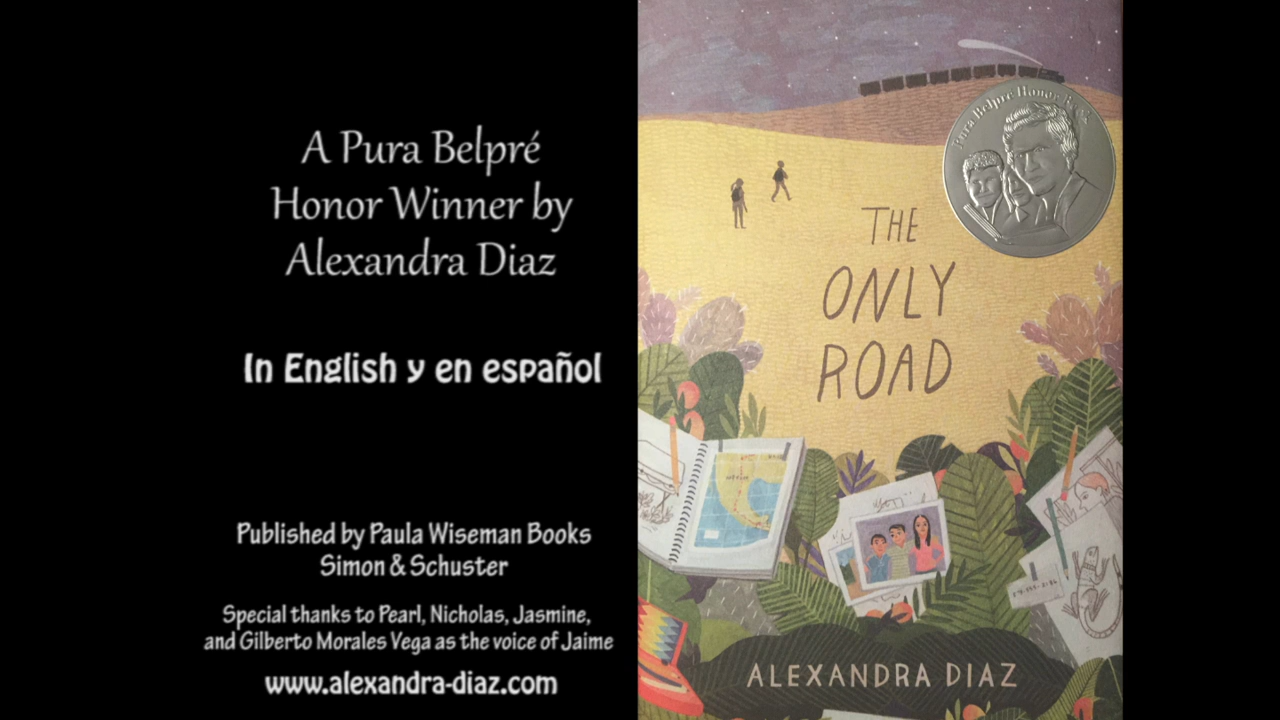 A Pura Belpré
Honor Winner by
Alexandra Diaz
In English y en español
Published by Paula Wiseman Books
Simon & Schuster
Special thanks to Pearl, Nicholas, Jasmine,
and Gilberto Morales Vega as the voice of Jaime
www.alexandra-diaz.com
Pura Belpré Honor
THE
ONLY
ROAD
ALEXANDRA DIAZ